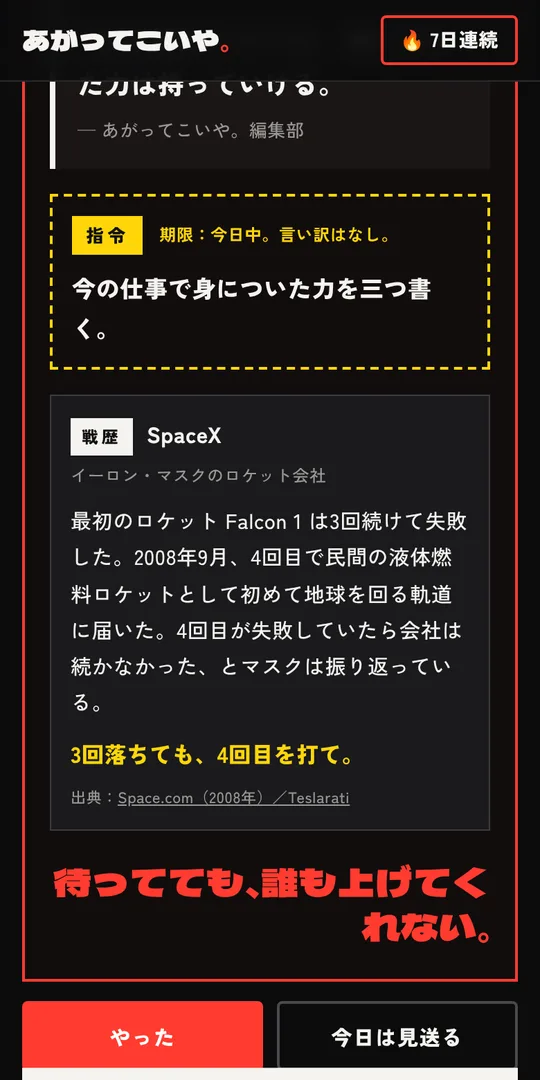 あがってこいや。
🔥 7日連続
た力は持っていける。
— あがってこいや。編集部
指令
期限：今日中。言い訳はなし。
今の仕事で身についた力を三つ書
く。
戦歴
SpaceX
イーロン・マスクのロケット会社
最初のロケット Falcon 1 は3回続けて失敗
した。2008年9月、4回目で民間の液体燃
料ロケットとして初めて地球を回る軌道
に届いた。4回目が失敗していたら会社は
続かなかった、とマスクは振り返ってい
る。
3回落ちても、4回目を打て。
出典：Space.com（2008年）／Teslarati
待ってても、誰も上げてく
れない。
やった
今日は見送る